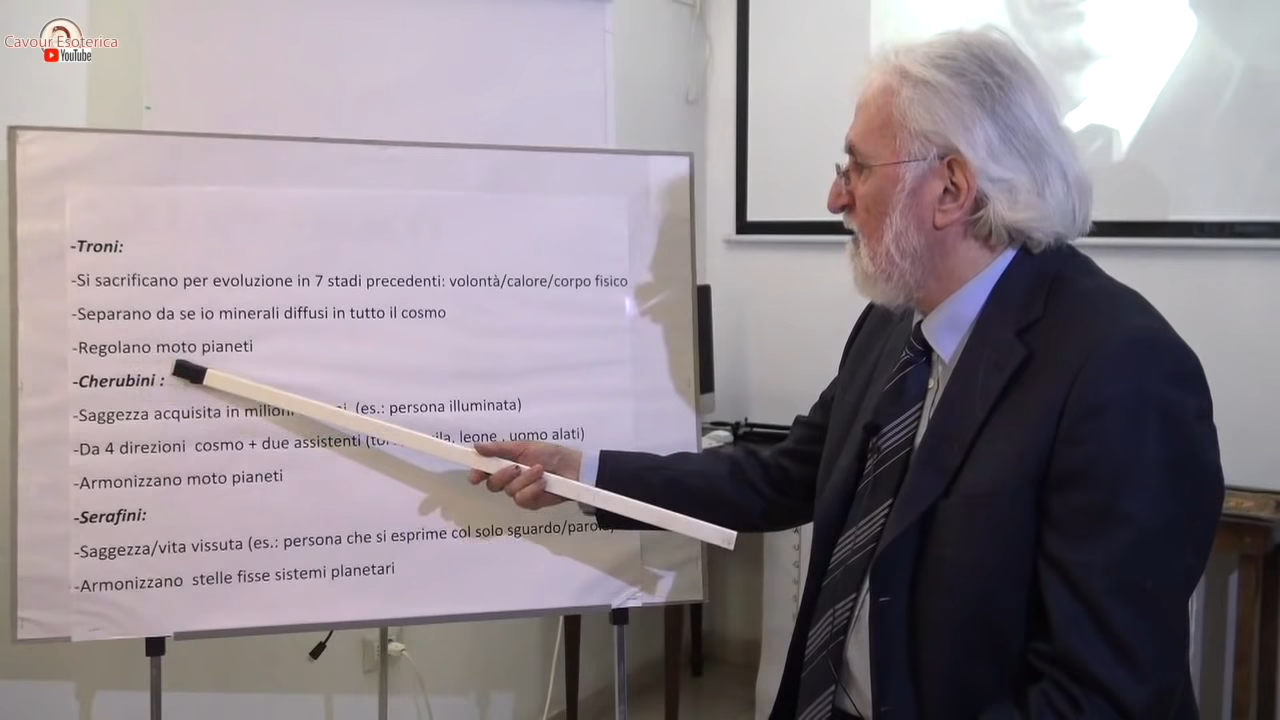 Cavour Esoterica
YouTube
-Troni:
-Si sacrificano per evoluzione in 7 stadi precedenti: volontà/calore/corpo fisico
-Separano da se io minerali diffusi in tutto il cosmo
-Regolano moto pianeti
-Cherubini :
-Saggezza acquisita in (es.: persona illuminata)
-Da 4 direzioni cosmo + due assistenti leone , uomo alati)
-Armonizzano moto pianeti
-Serafini:
-Saggezza/vita vissuta (es.: persona che si esprime col solo sguardo/parola)
-Armonizzano stelle fisse sistemi planetari